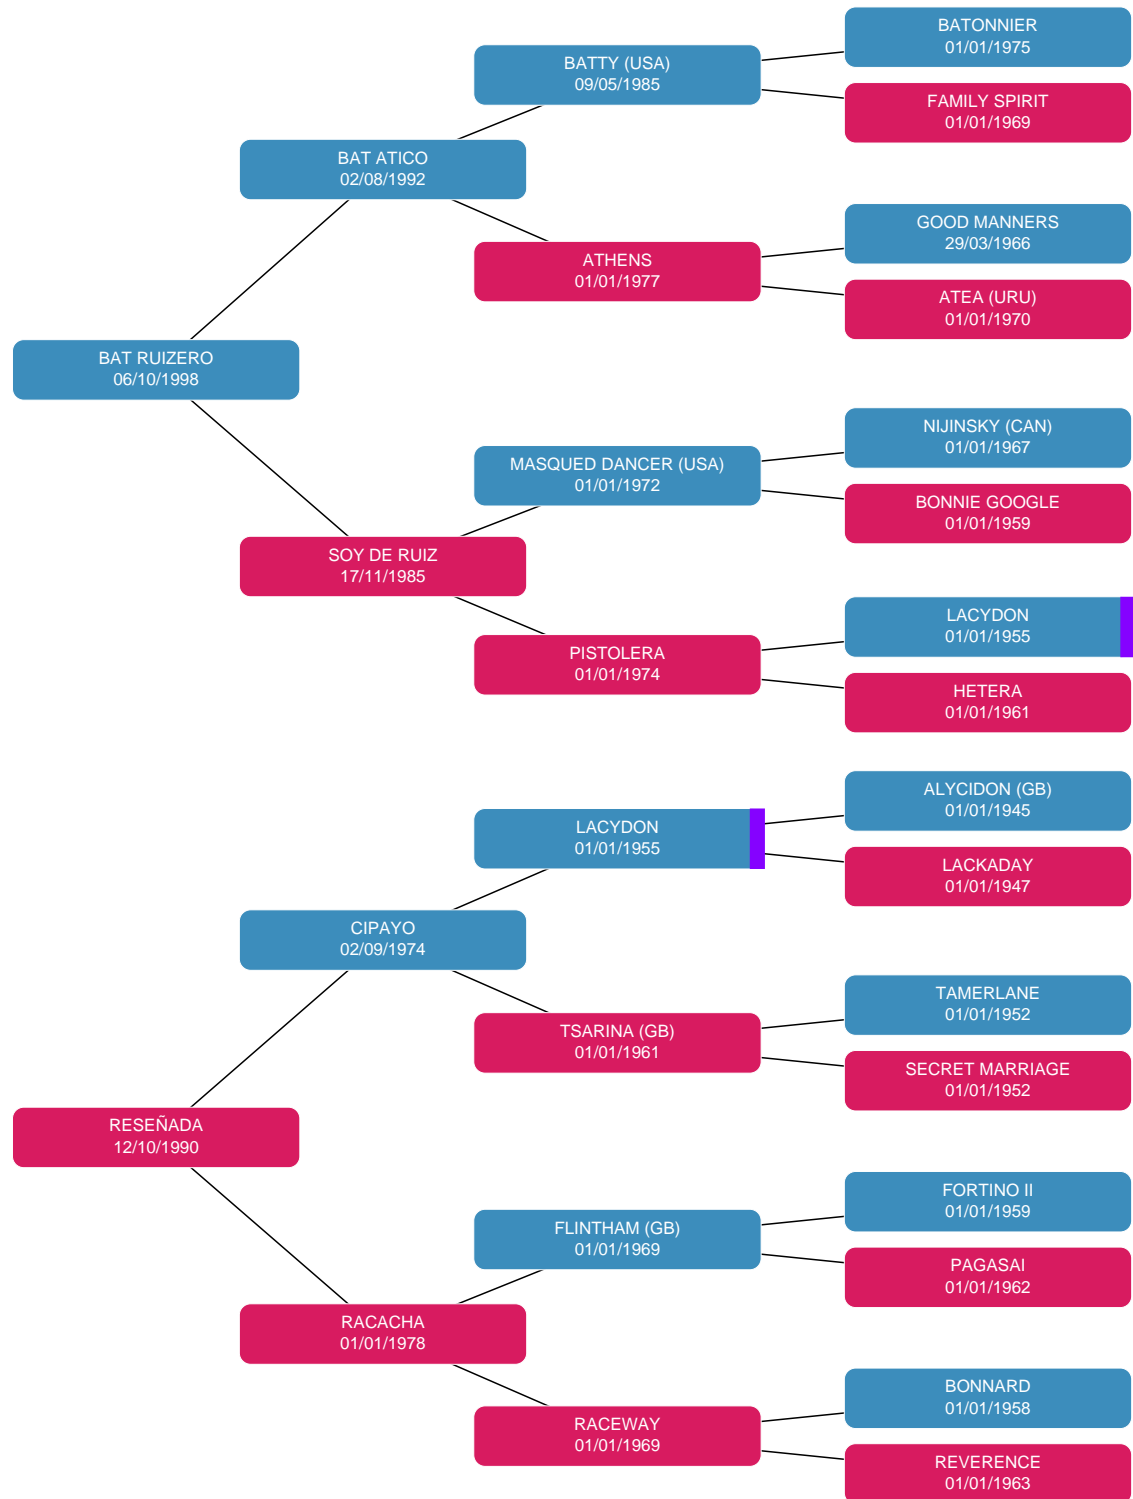 BATONNIER
01/01/1975
BATTY (USA)
09/05/1985
FAMILY SPIRIT
01/01/1969
BAT ATICO
02/08/1992
GOOD MANNERS
29/03/1966
ATHENS
01/01/1977
ATEA (URU)
01/01/1970
BAT RUIZERO
06/10/1998
NIJINSKY (CAN)
01/01/1967
MASQUED DANCER (USA)
01/01/1972
BONNIE GOOGLE
01/01/1959
SOY DE RUIZ
17/11/1985
LACYDON
01/01/1955
PISTOLERA
01/01/1974
HETERA
01/01/1961
ALYCIDON (GB)
01/01/1945
LACYDON
01/01/1955
LACKADAY
01/01/1947
CIPAYO
02/09/1974
TAMERLANE
01/01/1952
TSARINA (GB)
01/01/1961
SECRET MARRIAGE
01/01/1952
RESEÑADA
12/10/1990
FORTINO II
01/01/1959
FLINTHAM (GB)
01/01/1969
PAGASAI
01/01/1962
RACACHA
01/01/1978
BONNARD
01/01/1958
RACEWAY
01/01/1969
REVERENCE
01/01/1963